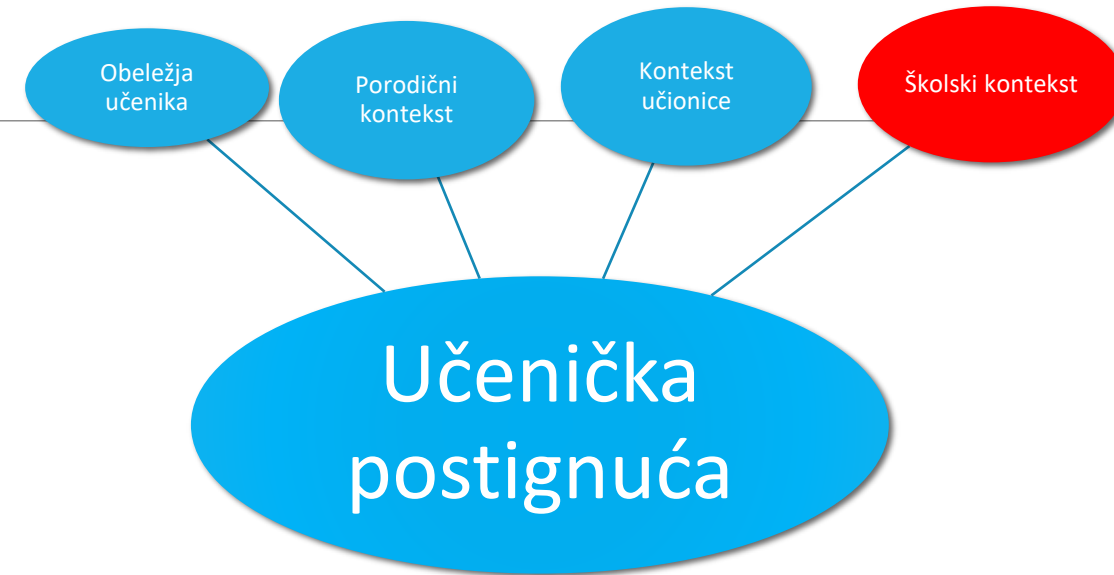 Obeležja
učenika
Porodični
kontekst
Kontekst
učionice
Školski kontekst
Učenička
postignuća